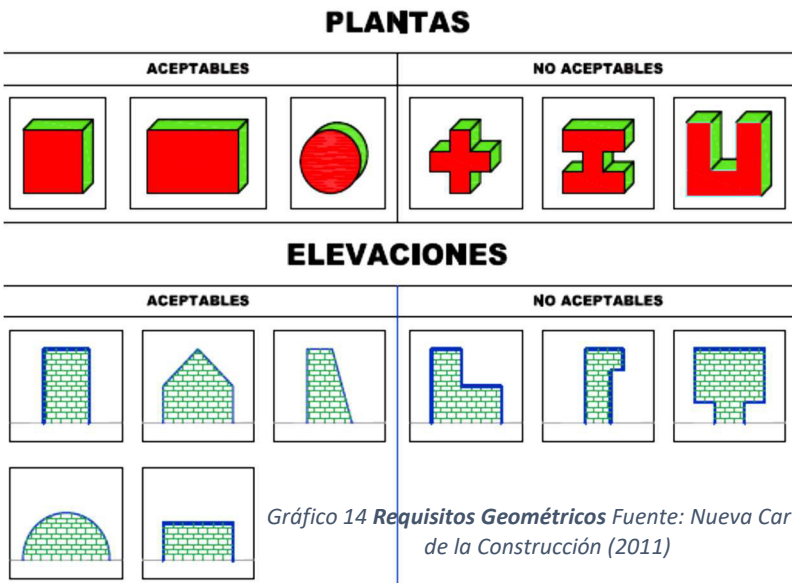 PLANTAS
ACEPTABLES
NO ACEPTABLES
ELEVACIONES
ACEPTABLES
NO ACEPTABLES
Gráfico 14 Requisitos Geométricos Fuente: Nueva Car
de la Construcción (2011)